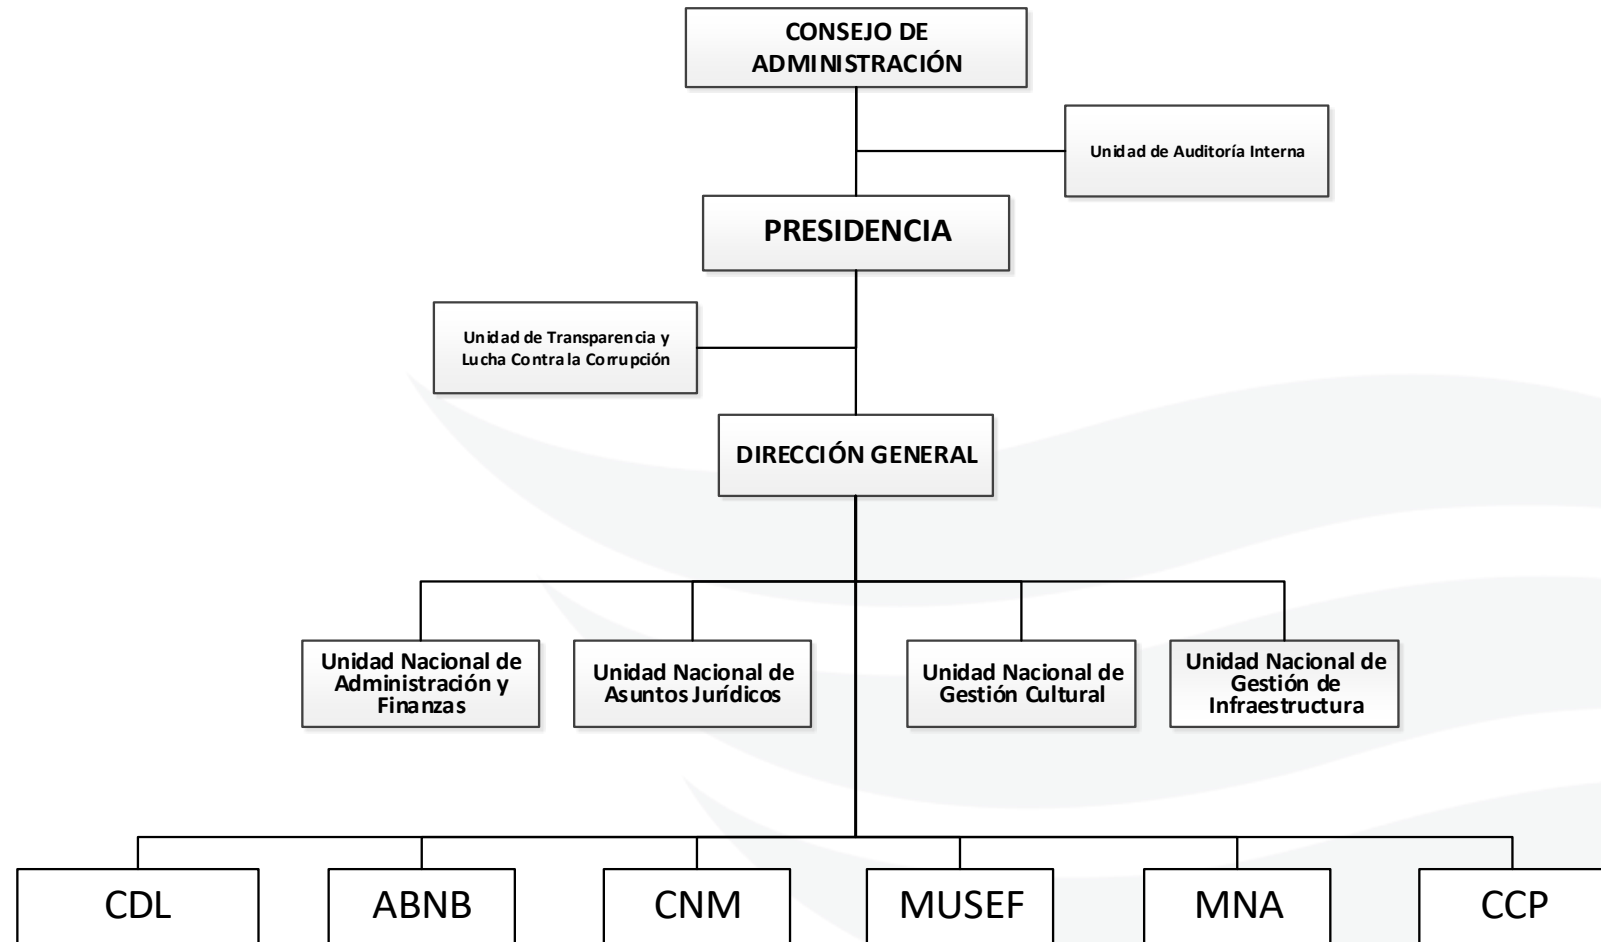 CONSEJO DE
ADMINISTRACIÓN
Unidad de Auditoría Interna
PRESIDENCIA
Unidad de Transparencia y
Lucha Contra la Corrupción
DIRECCIÓN GENERAL
Unidad Nacional de
Administración y
Finanzas
Unidad Nacional de
Asuntos Jurídicos
Unidad Nacional de
Gestión Cultural
Unidad Nacional de
Gestión de
Infraestructura
CDL
ABNB
CNM
MUSEF
MNA
CCP